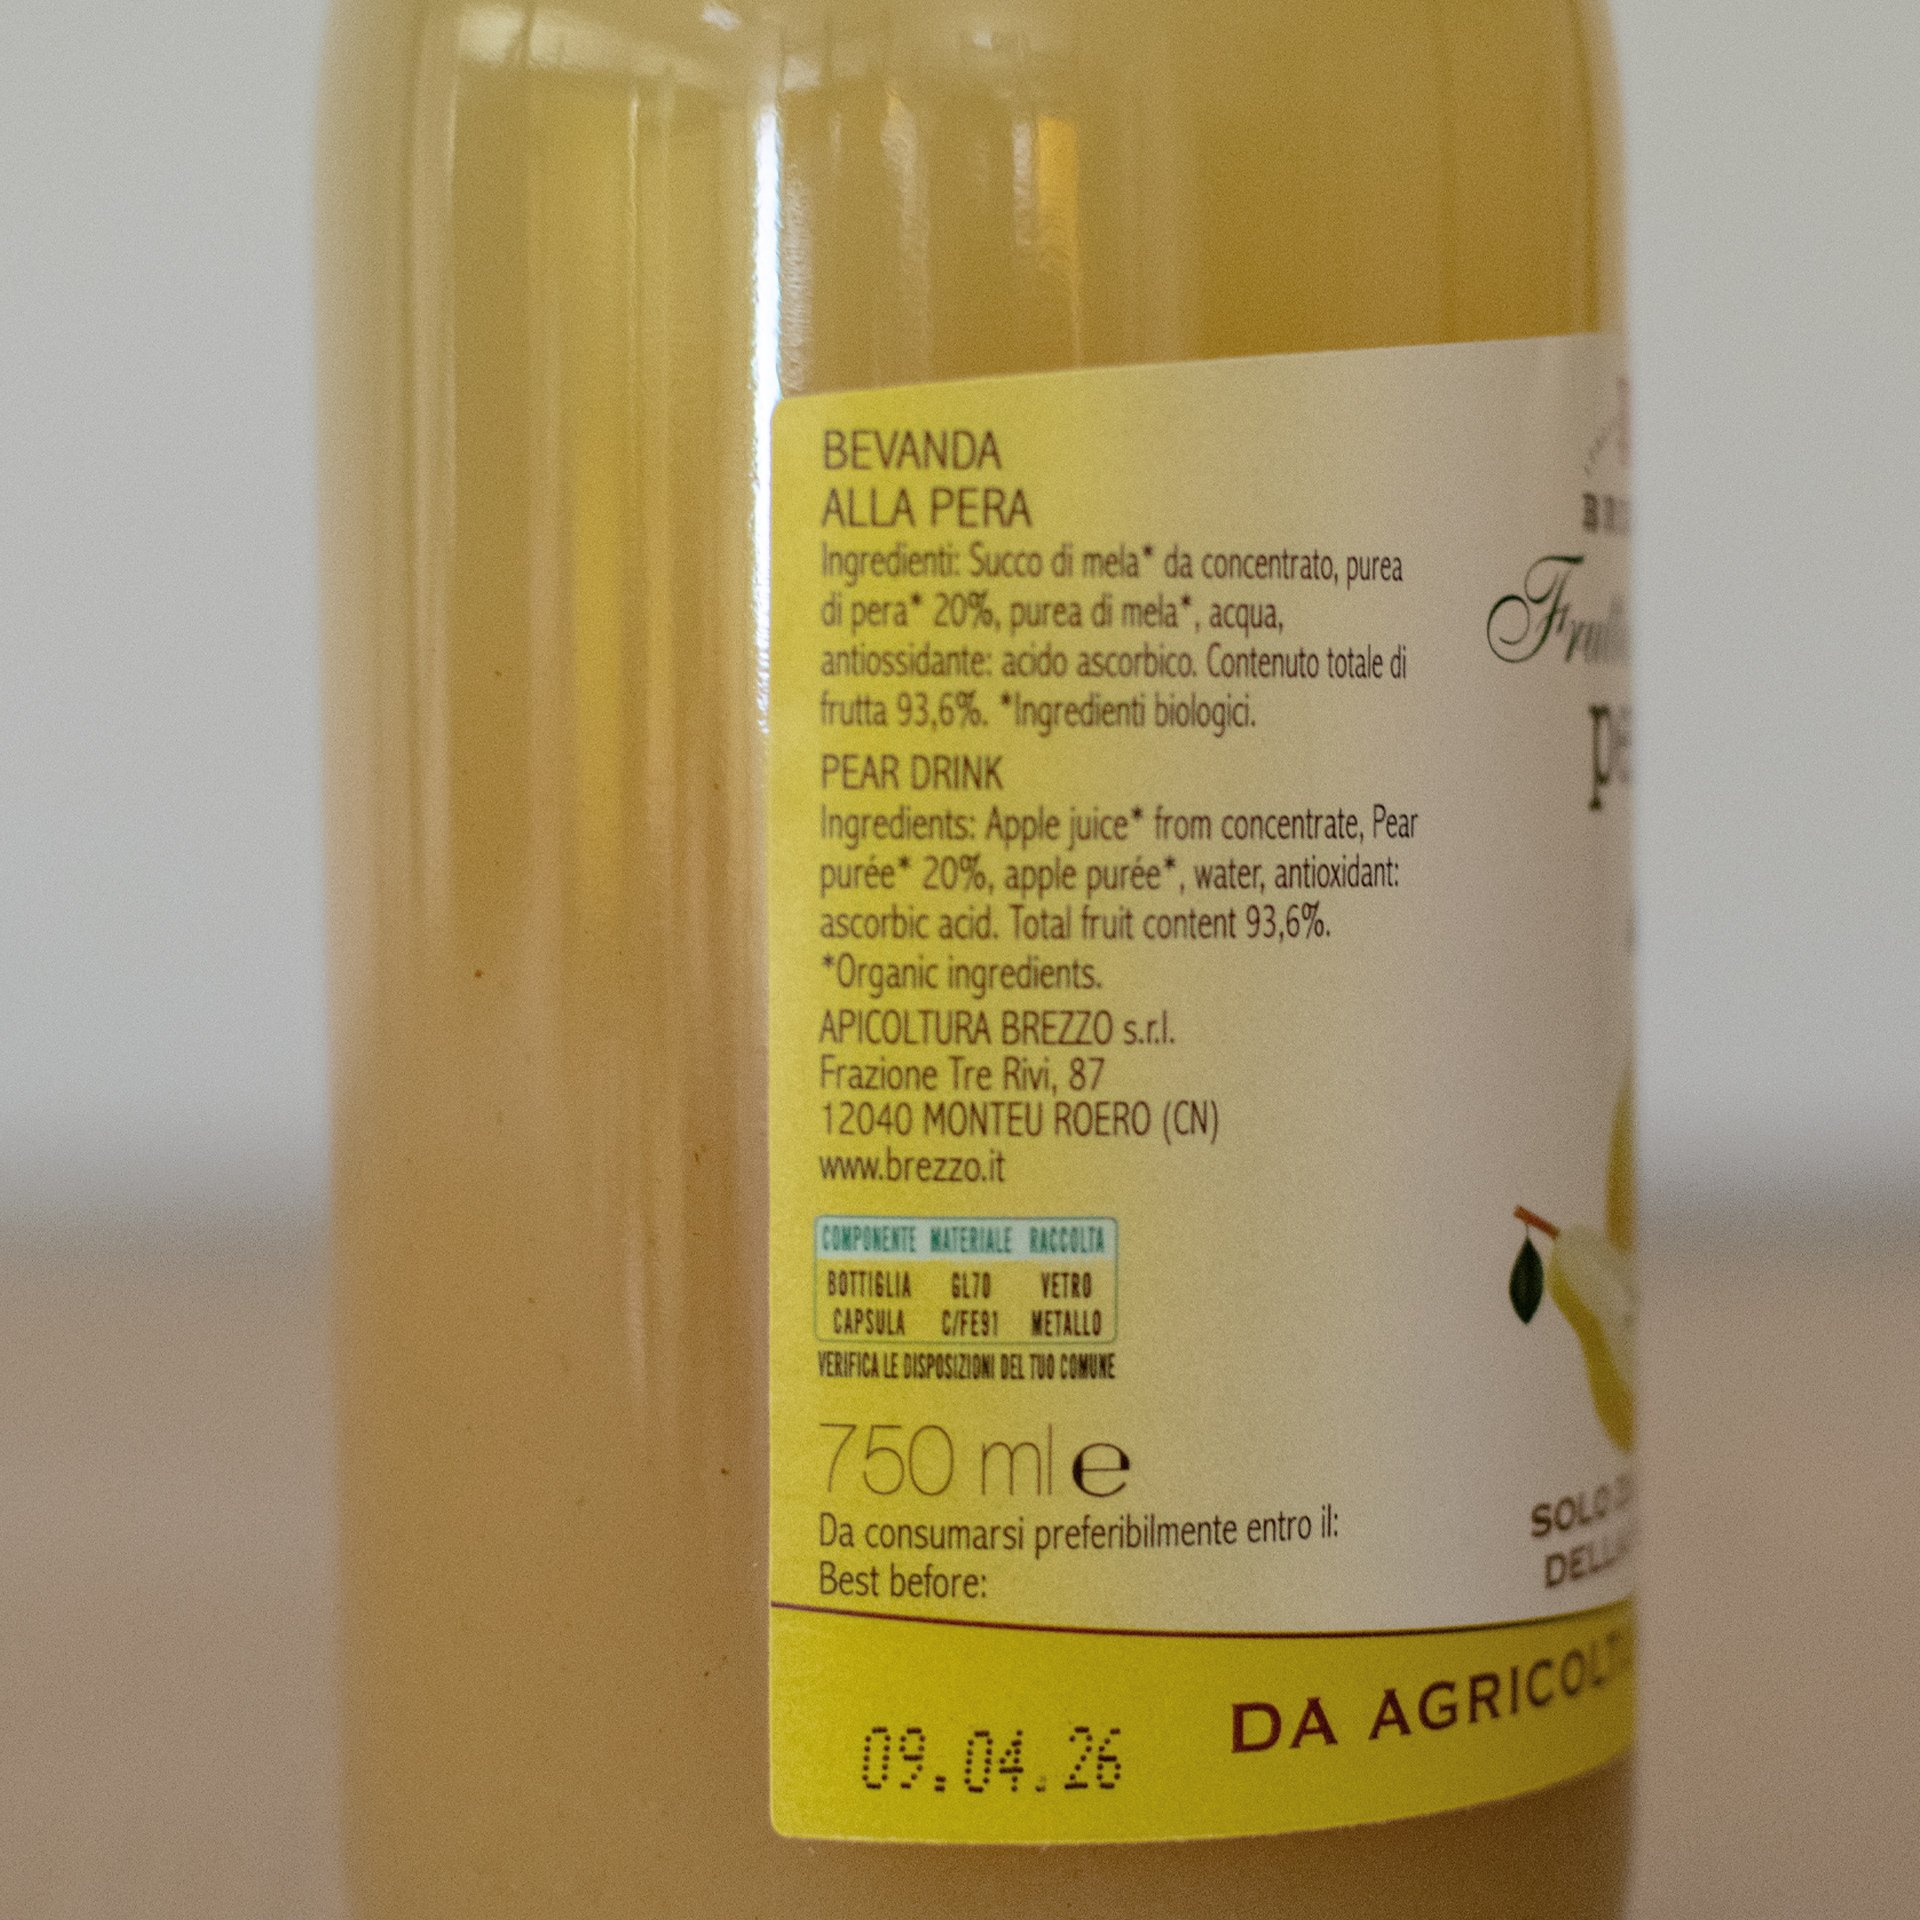 BEVANDA
ALLA PERA
Ingredienti: Succo di mela* da concentrato, purea
di pera* 20%, purea di mela*, acqua,
antiossidante: acido ascorbico. Contenuto totale di
frutta 93,6%. *Ingredienti biologici.
PEAR DRINK
Ingredients: Apple juice* from concentrate, Pear
purée* 20%, apple purée*, water, antioxidant:
ascorbic acid. Total fruit content 93,6%.
*Organic ingredients.
APICOLTURA BREZZO s.r.l.
Frazione Tre Rivi, 87
12040 MONTEU ROERO (CN)
www.brezzo.it
COMPONENTE MATERIALE RACCOLTA
BOTTIGLIA GL70 VETRO
CAPSULA C/FE91 METALLO
VERIFICA LE DISPOSIZIONI DEL TUO COMUNE
750 ml e
Da consumarsi preferibilmente entro il:
Best before:
09.04.26
SOLO
DA